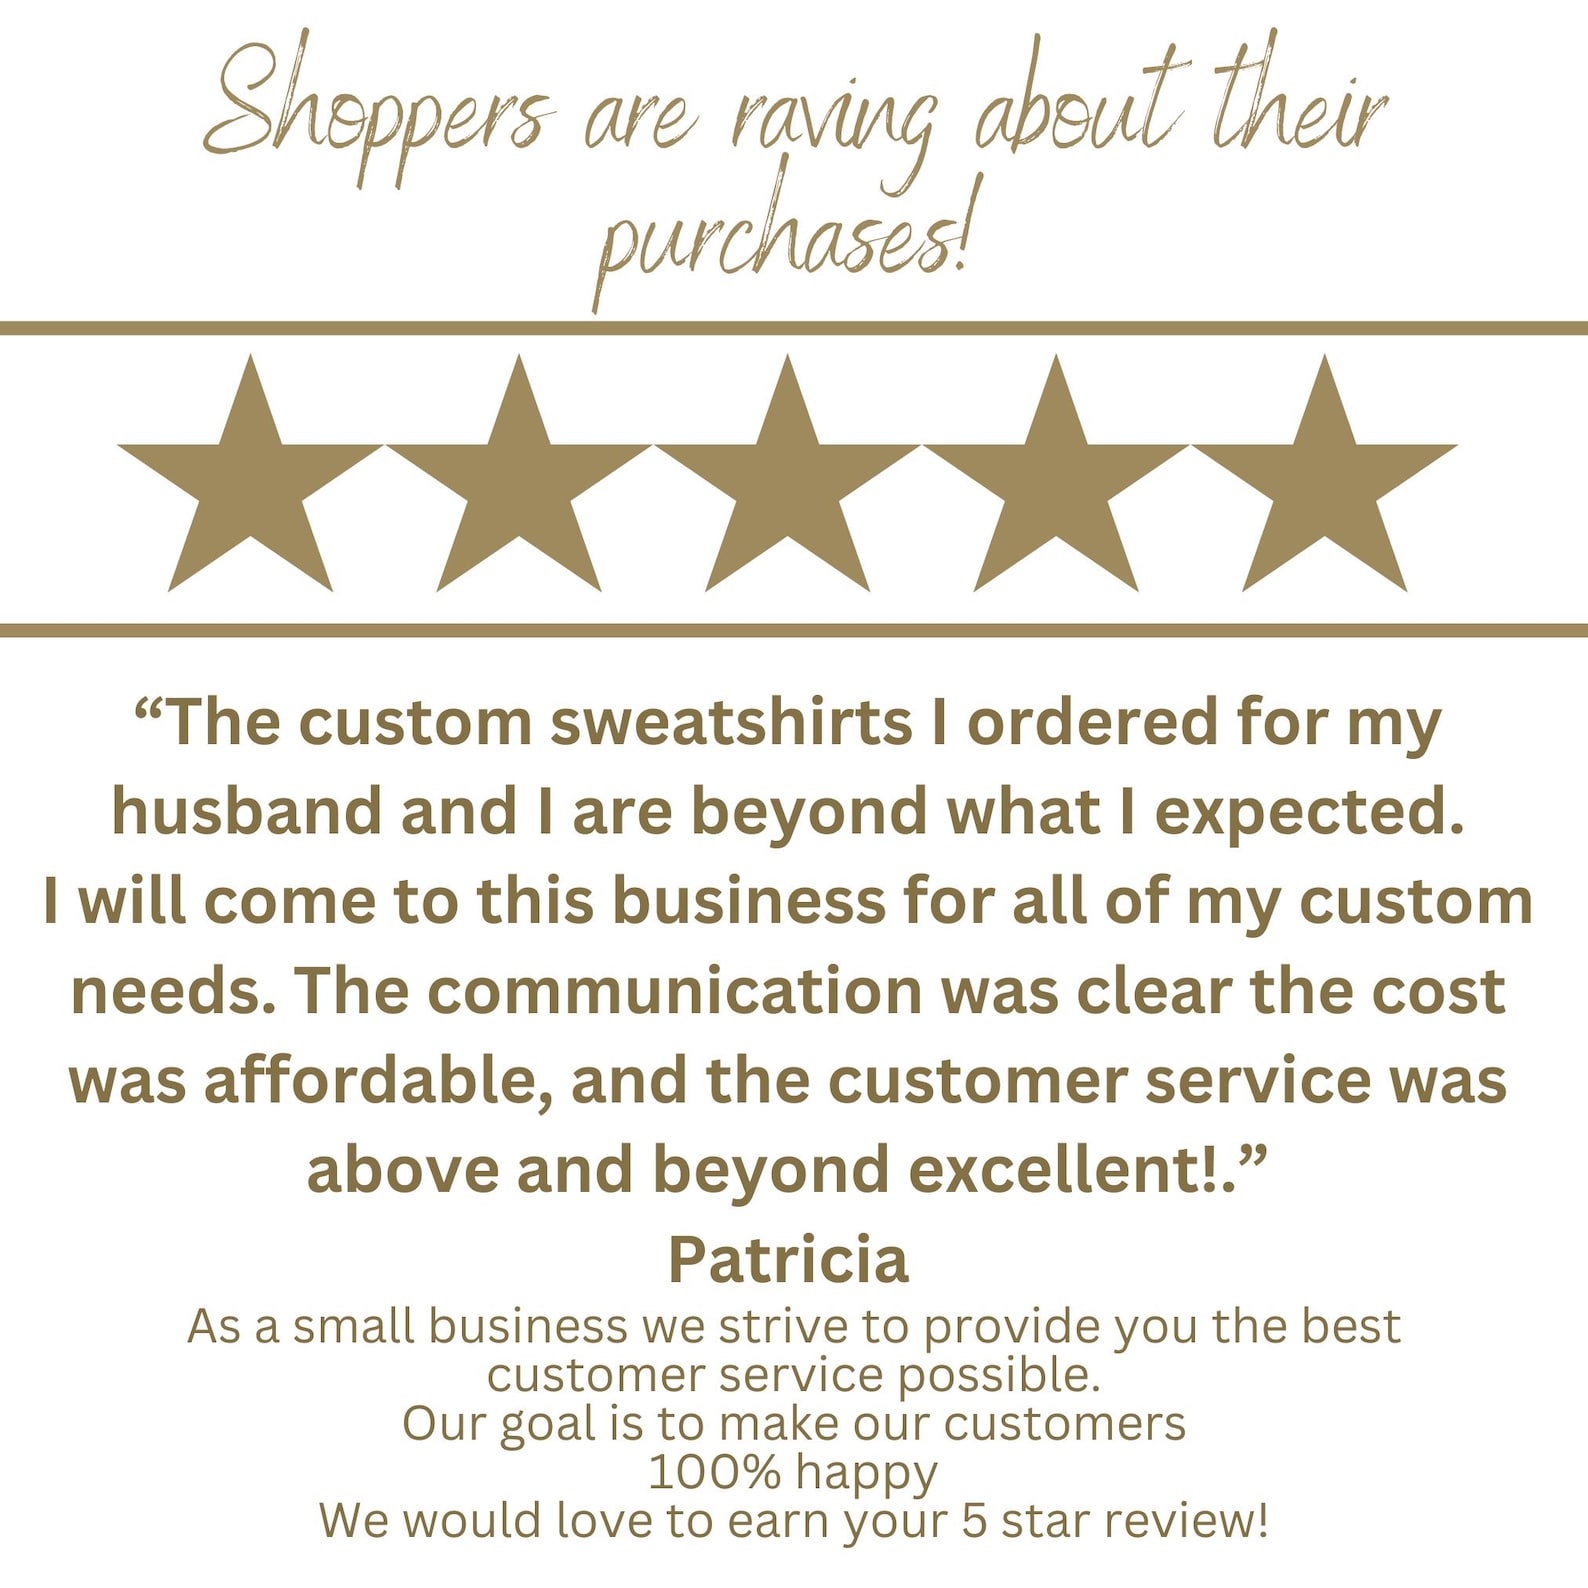 Shoppers are raving about their
purchases!
“The custom sweatshirts I ordered for my
husband and I are beyond what I expected.
I will come to this business for all of my custom
needs. The communication was clear the cost
was affordable, and the customer service was
above and beyond excellent!.”
Patricia
As a small business we strive to provide you the best
customer service possible.
Our goal is to make our customers
100% happy
We would love to earn your 5 star review!